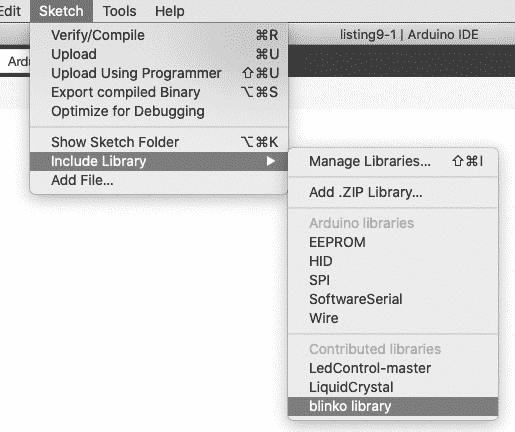 Edit Sketch Tools Help
listing9-1 | Arduino IDE
Ardu
Verify/Compile ⌘R
Upload ⌘U
Upload Using Programmer ⇧⌘U
Export compiled Binary ⌥⌘S
Optimize for Debugging
Show Sketch Folder ⌥⌘K
Include Library ▶
Add File...
Manage Libraries... ⇧⌘I
Add .ZIP Library...
Arduino libraries
EEPROM
HID
SPI
SoftwareSerial
Wire
Contributed libraries
LedControl-master
LiquidCrystal
blinko library